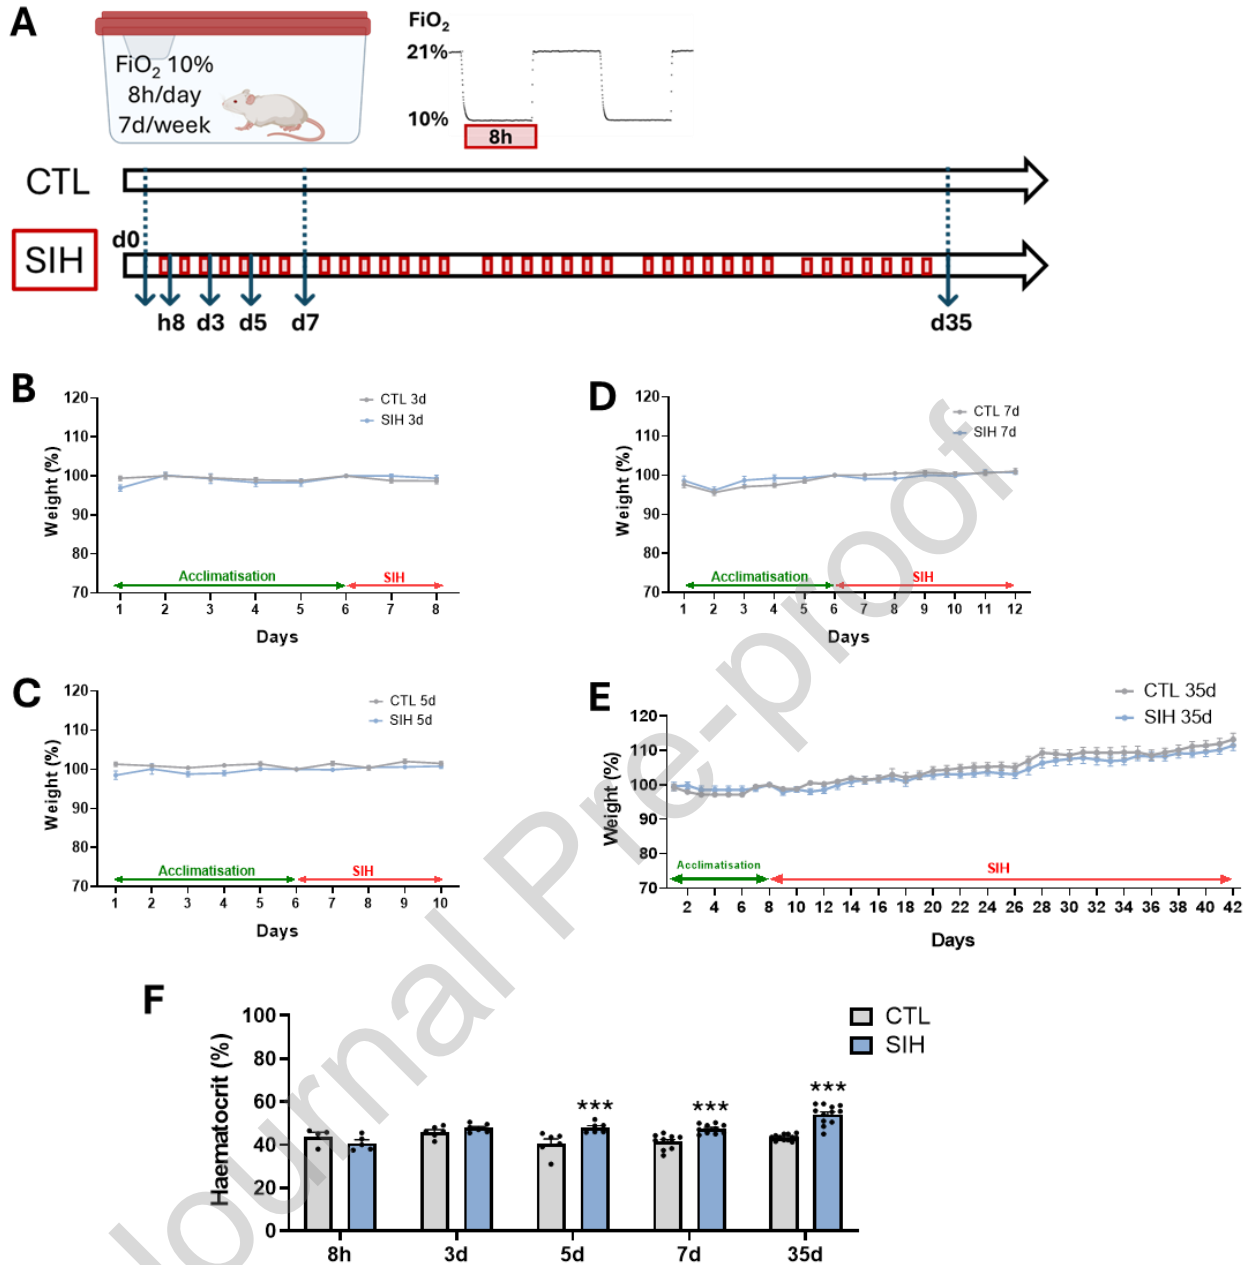 A
FiO2 10%
8h/day
7d/week
FiO2
21%
10%
8h
CTL
d0
SIH
h8 d3 d5 d7 d35
B
120
110
100
90
80
70
Weight (%)
CTL 3d
SIH 3d
Acclimatisation SIH
1 2 3 4 5 6 7 8
Days
D
120
110
100
90
80
70
Weight (%)
CTL 7d
SIH 7d
Acclimatisation SIH
1 2 3 4 5 6 7 8 9 10 11 12
Days
C
120
110
100
90
80
70
Weight (%)
CTL 5d
SIH 5d
Acclimatisation SIH
1 2 3 4 5 6 7 8 9 10
Days
E
120
110
100
90
80
70
Weight (%)
CTL 35d
SIH 35d
Acclimatisation SIH
2 4 6 8 10 12 14 16 18 20 22 24 26 28 30 32 34 36 38 40 42
Days
F
100
80
60
40
20
0
Haematocrit (%)
CTL
SIH
*** *** ***
8h 3d 5d 7d 35d
Journal Pre-proof